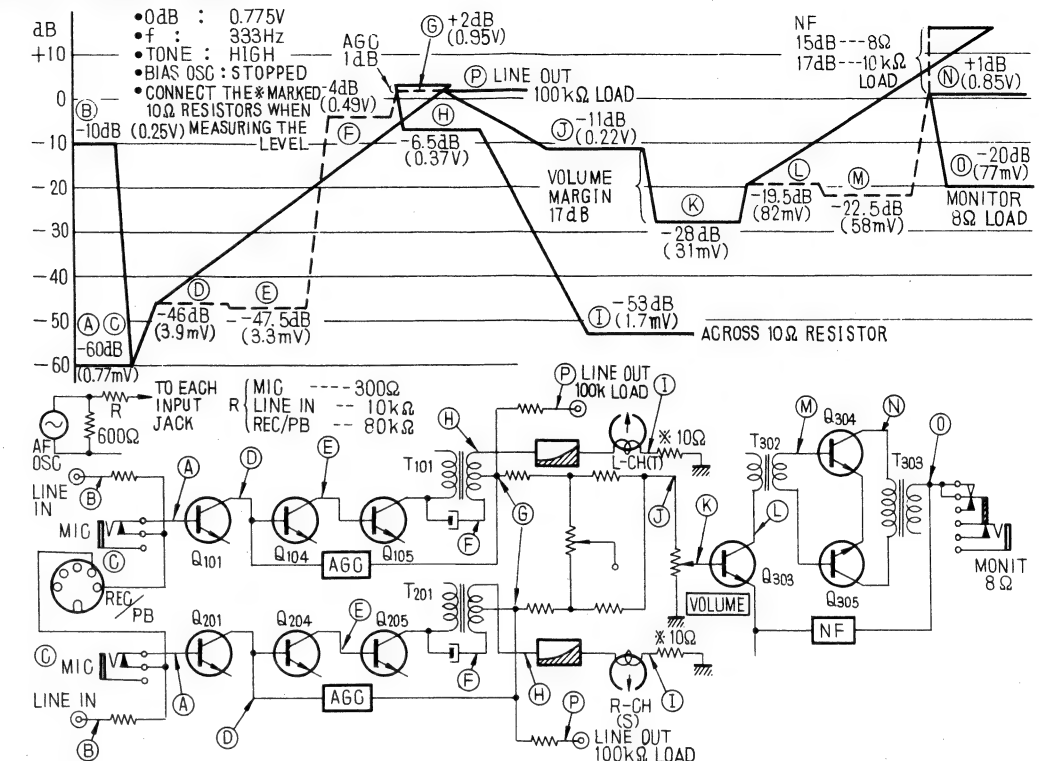 dB
+10
0
-10
-20
-30
-40
-50
-60
•0dB : 0.775V
•f : 333Hz
•TONE : HIGH
•BIAS OSC : STOPPED
•CONNECT THE※MARKED
10Ω RESISTORS WHEN
MEASURING THE
LEVEL
B
-10dB
(0.25V)
A C
-60dB
(0.77mV)
D
-46dB
(3.9mV)
E
-47.5dB
(3.3mV)
-4dB
(0.49V)
F
AGC
1dB
G +2dB
(0.95V)
P LINE OUT
100kΩ LOAD
H
-6.5dB
(0.37V)
J -11dB
(0.22V)
VOLUME
MARGIN
17dB
K
-28dB
(31mV)
I -53dB
(1.7mV)
ACROSS 10Ω RESISTOR
L
-19.5dB
(82mV)
M
-22.5dB
(58mV)
NF
15dB---8Ω
17dB---10kΩ
LOAD
N +1dB
(0.85V)
O -20dB
(77mV)
MONITOR
8Ω LOAD
AF
OSC
600Ω
R
TO EACH
INPUT
JACK
R
MIC ---- 300Ω
LINE IN -- 10kΩ
REC/PB -- 80kΩ
LINE
IN
B
MIC
C
REC/PB
A
Q101
D
Q104
E
Q105
AGC
T101
H
F
G
P LINE OUT
100k LOAD
L-CH(T)
I
※10Ω
J
K
VOLUME
Q303
L
T302
M
Q304
N
Q305
T303
O
NF
MONIT
8Ω
C
MIC
LINE IN
B
A
Q201
D
Q204
E
Q205
AGC
T201
F
H
P
LINE OUT
100kΩ LOAD
R-CH
(S)
I
※10Ω